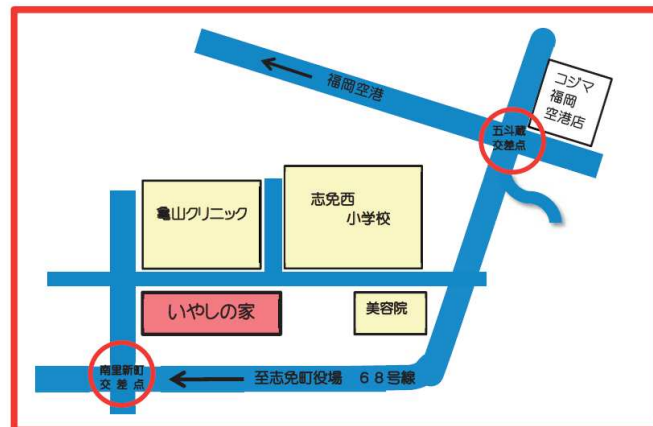 コジマ
福岡
空港店
福岡空港
五斗蔵
交差点
亀山クリニック
志免西
小学校
いやしの家
美容院
南里新町
交差点
至志免町役場 68号線